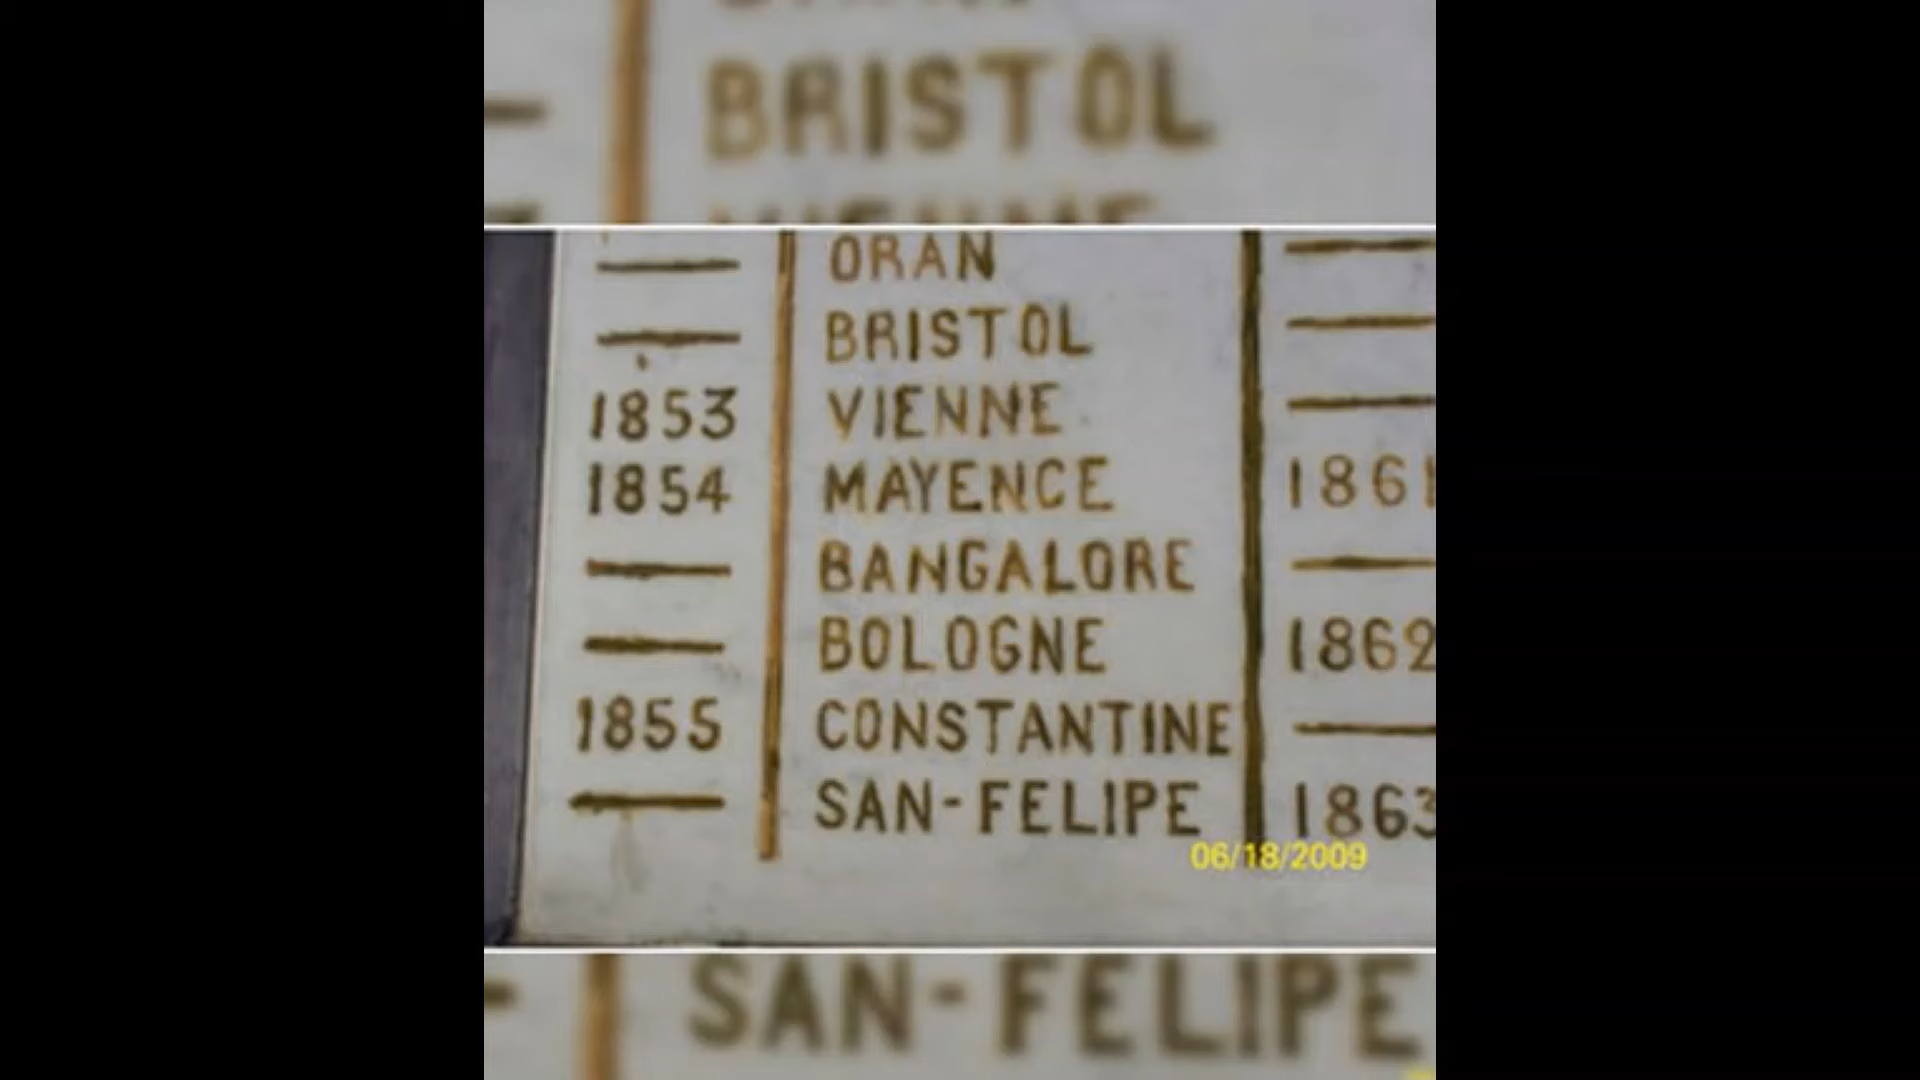 BRISTOL
— ORAN —
— BRISTOL —
1853 VIENNE —
1854 MAYENCE 1861
— BANGALORE —
— BOLOGNE 1862
1855 CONSTANTINE —
— SAN-FELIPE 1863
06/18/2009
SAN-FELIPE